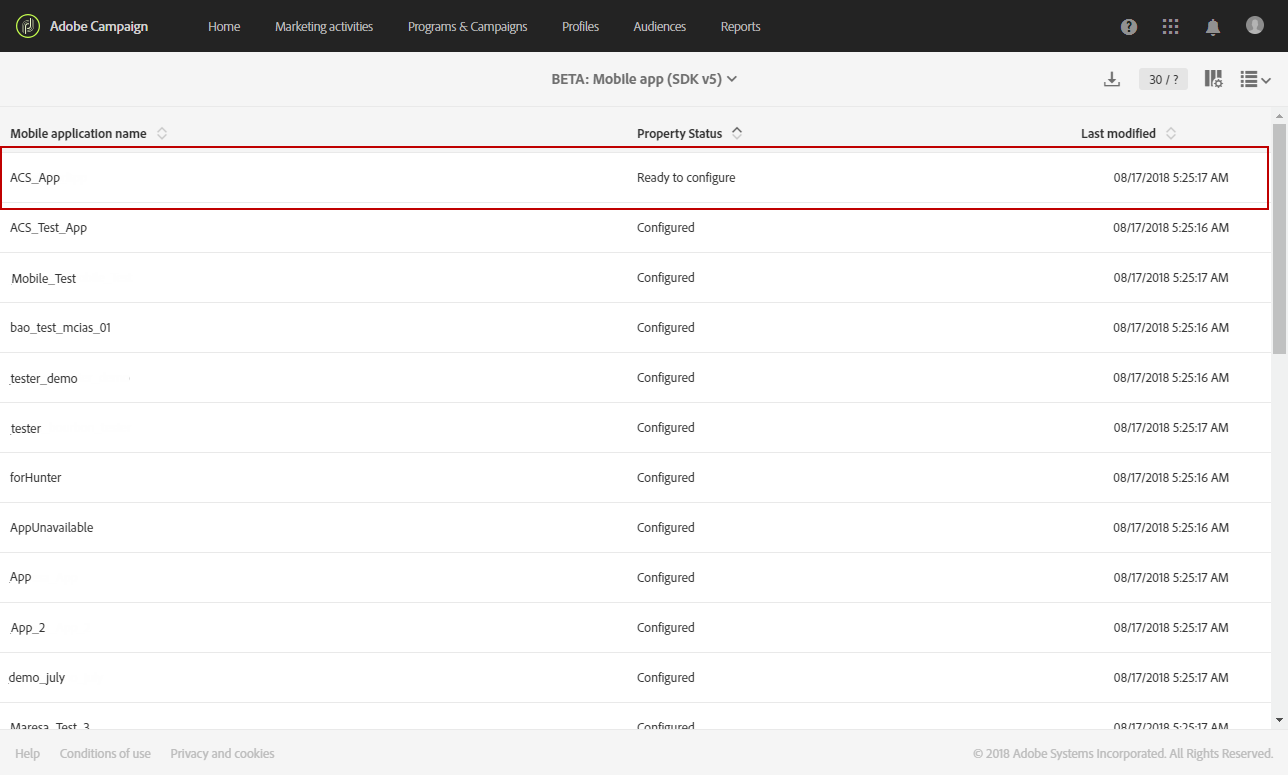 Adobe Campaign Home Marketing activities Programs & Campaigns Profiles Audiences Reports
BETA: Mobile app (SDK v5) 30 / ?
Mobile application name Property Status Last modified
ACS_App Ready to configure 08/17/2018 5:25:17 AM
ACS_Test_App Configured 08/17/2018 5:25:16 AM
Mobile_Test Configured 08/17/2018 5:25:17 AM
bao_test_mcias_01 Configured 08/17/2018 5:25:16 AM
tester_demo Configured 08/17/2018 5:25:16 AM
tester Configured 08/17/2018 5:25:17 AM
forHunter Configured 08/17/2018 5:25:16 AM
AppUnavailable Configured 08/17/2018 5:25:16 AM
App Configured 08/17/2018 5:25:17 AM
App_2 Configured 08/17/2018 5:25:17 AM
demo_july Configured 08/17/2018 5:25:17 AM
Maresa_Test_3 Configured 08/17/2018 5:25:17 AM
Help Conditions of use Privacy and cookies © 2018 Adobe Systems Incorporated. All Rights Reserved.